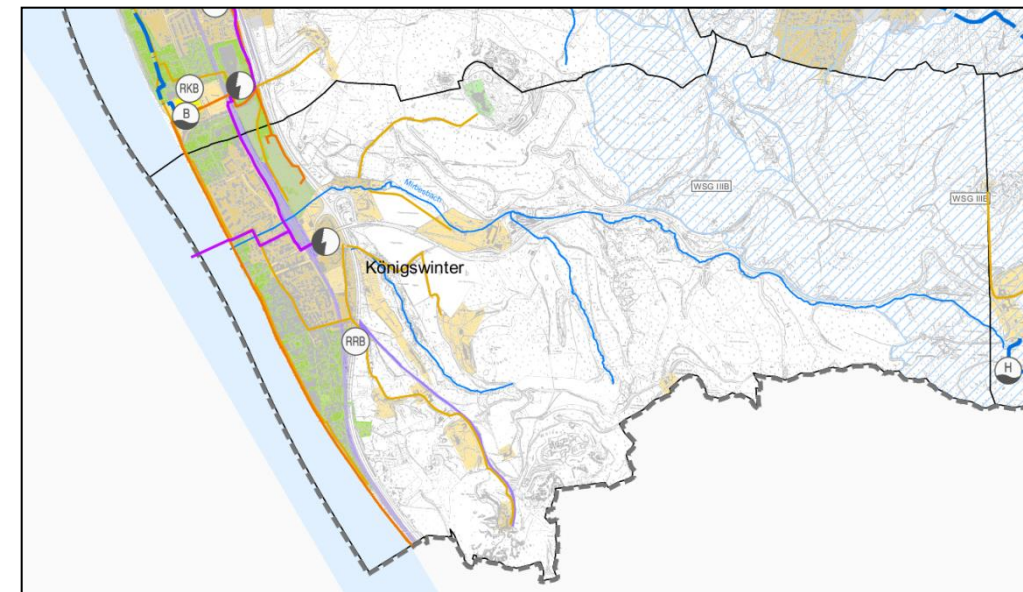 RKB
B
Mirbesbach
WSG IIIB
WSG IIIB
Königswinter
RRB
H